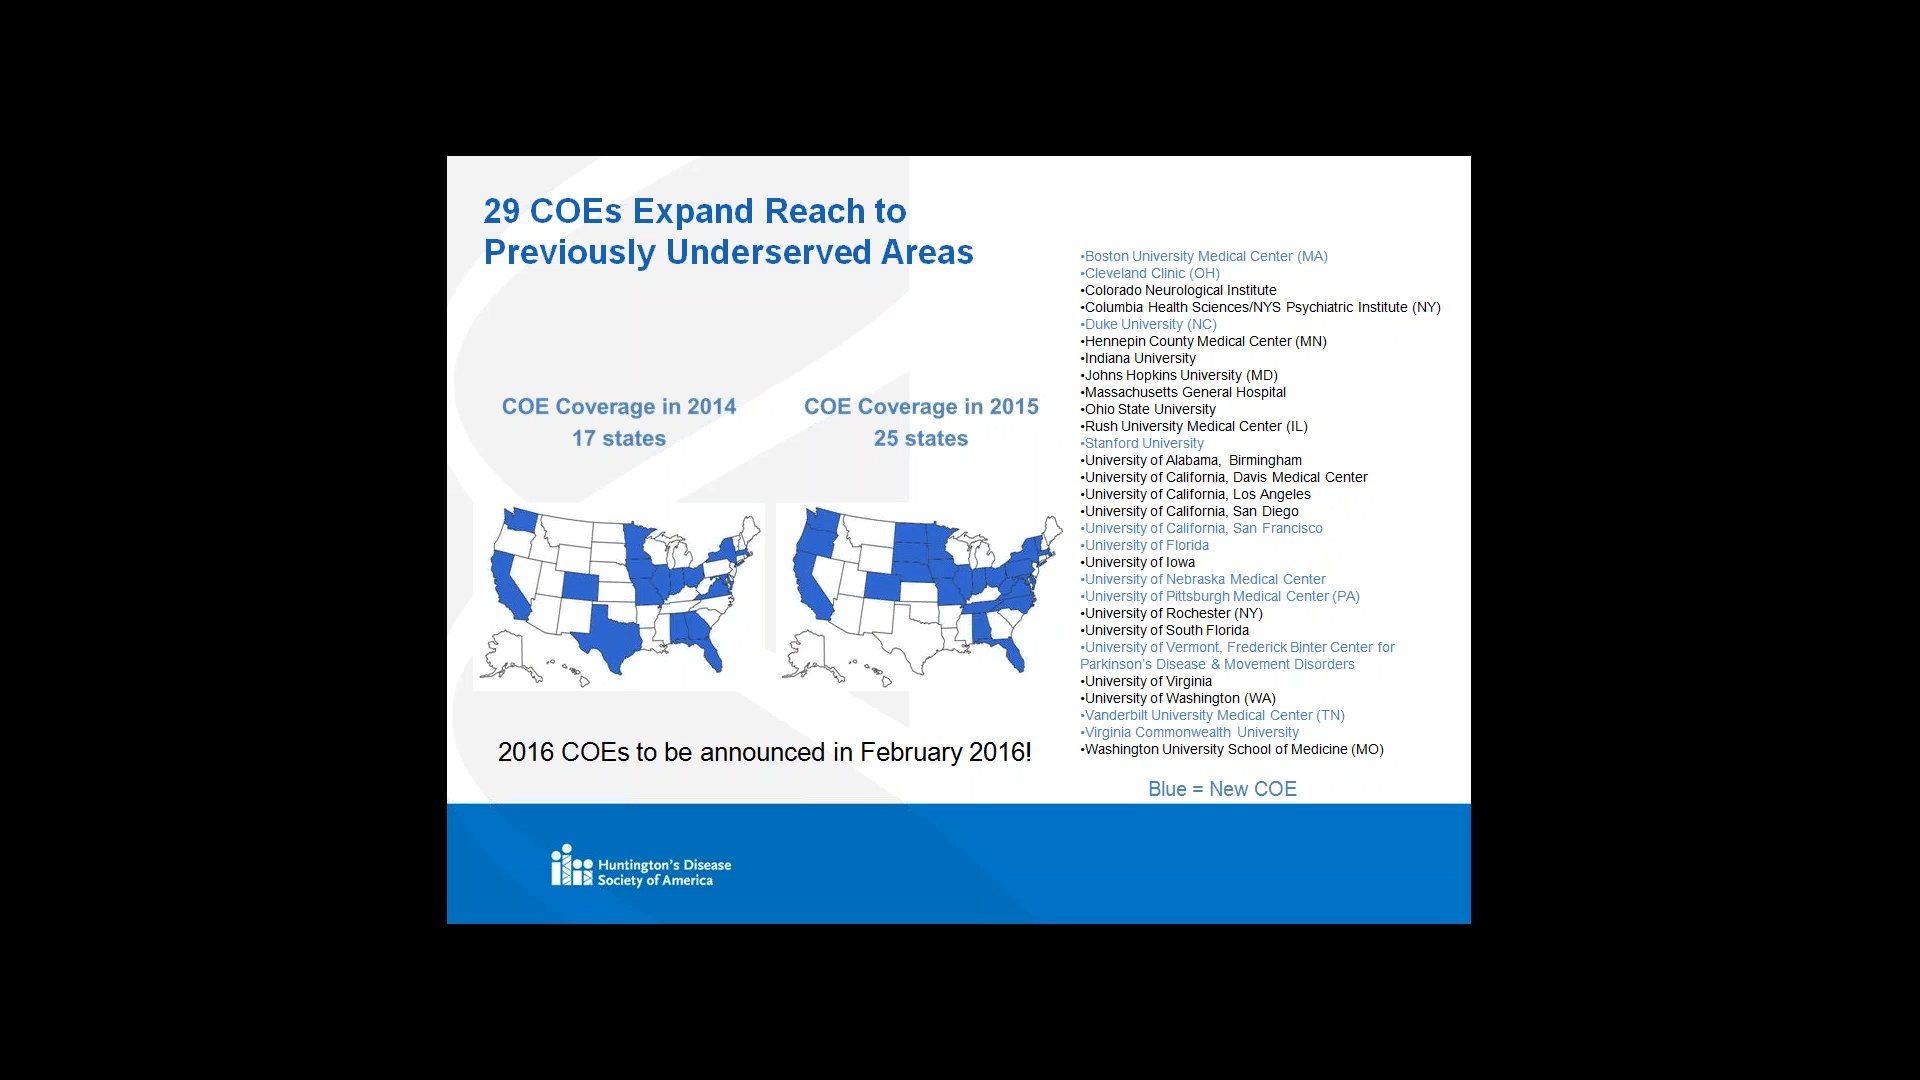 29 COEs Expand Reach to
Previously Underserved Areas
COE Coverage in 2014
17 states
COE Coverage in 2015
25 states
2016 COEs to be announced in February 2016!
•Boston University Medical Center (MA)
•Cleveland Clinic (OH)
•Colorado Neurological Institute
•Columbia Health Sciences/NYS Psychiatric Institute (NY)
•Duke University (NC)
•Hennepin County Medical Center (MN)
•Indiana University
•Johns Hopkins University (MD)
•Massachusetts General Hospital
•Ohio State University
•Rush University Medical Center (IL)
•Stanford University
•University of Alabama, Birmingham
•University of California, Davis Medical Center
•University of California, Los Angeles
•University of California, San Diego
•University of California, San Francisco
•University of Florida
•University of Iowa
•University of Nebraska Medical Center
•University of Pittsburgh Medical Center (PA)
•University of Rochester (NY)
•University of South Florida
•University of Vermont, Frederick Binter Center for
Parkinson's Disease & Movement Disorders
•University of Virginia
•University of Washington (WA)
•Vanderbilt University Medical Center (TN)
•Virginia Commonwealth University
•Washington University School of Medicine (MO)
Blue = New COE
Huntington's Disease
Society of America